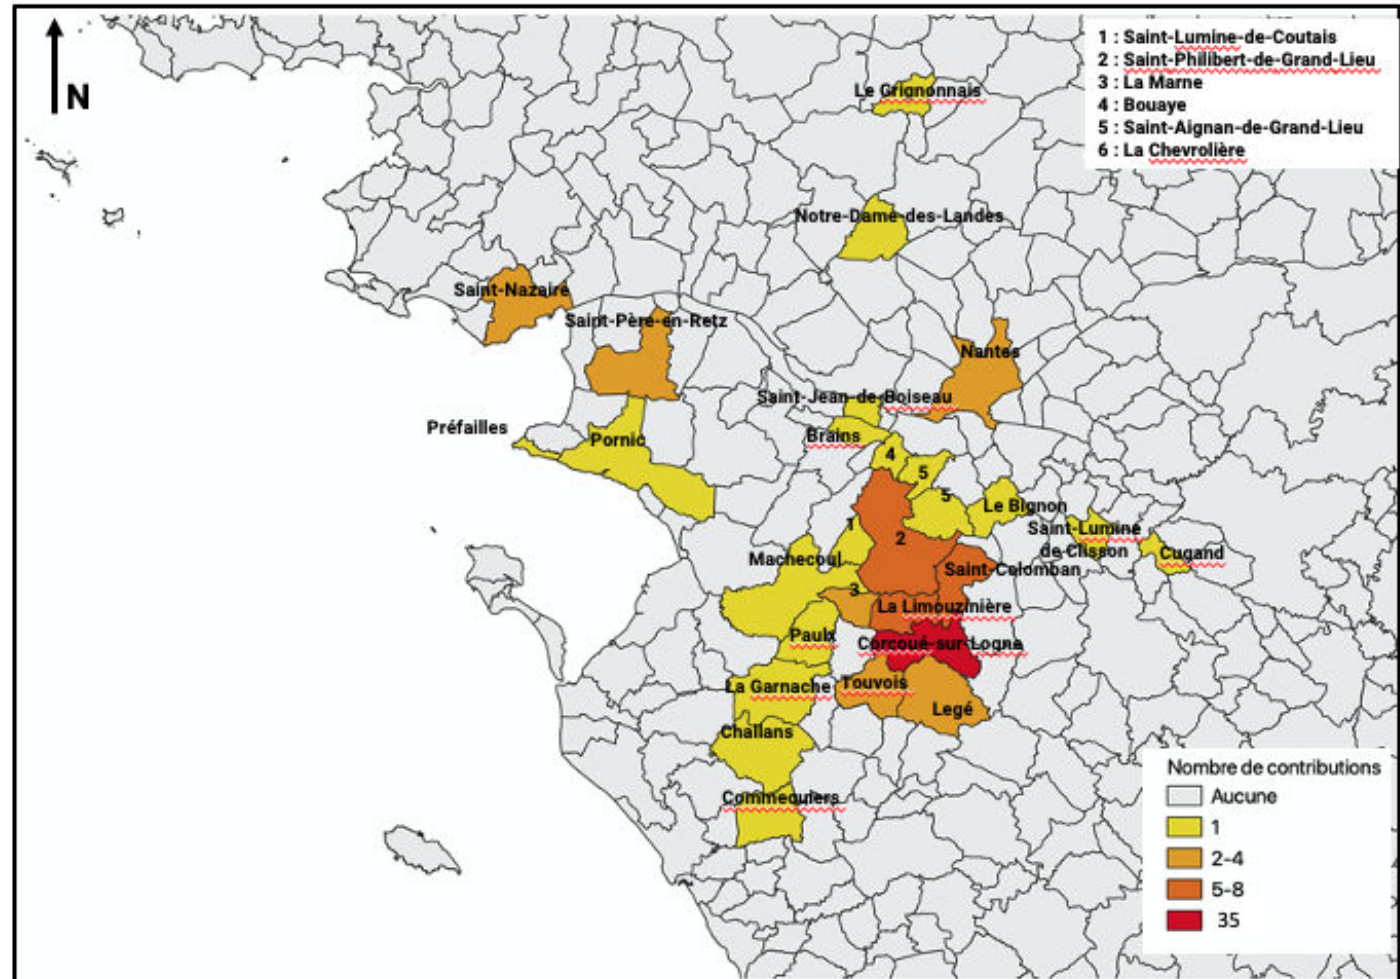 N
1 : Saint-Lumine-de-Coutais
2 : Saint-Philibert-de-Grand-Lieu
3 : La Marne
4 : Bouaye
5 : Saint-Aignan-de-Grand-Lieu
6 : La Chevrolière
Le Grignonnais
Notre-Dame-des-Landes
Saint-Nazaire
Saint-Père-en-Retz
Nantes
Saint-Jean-de-Boiseau
Préfailles
Pornic
Brains
4
5
5
Le Bignon
1
2
Saint-Lumine
de-Clisson
Cugand
Machecoul
Saint-Colomban
3
La Limouzinière
Paulx
Corcoué-sur-Logne
La Garnache
Touvois
Legé
Challans
Commequiers
Nombre de contributions
Aucune
1
2-4
5-8
35